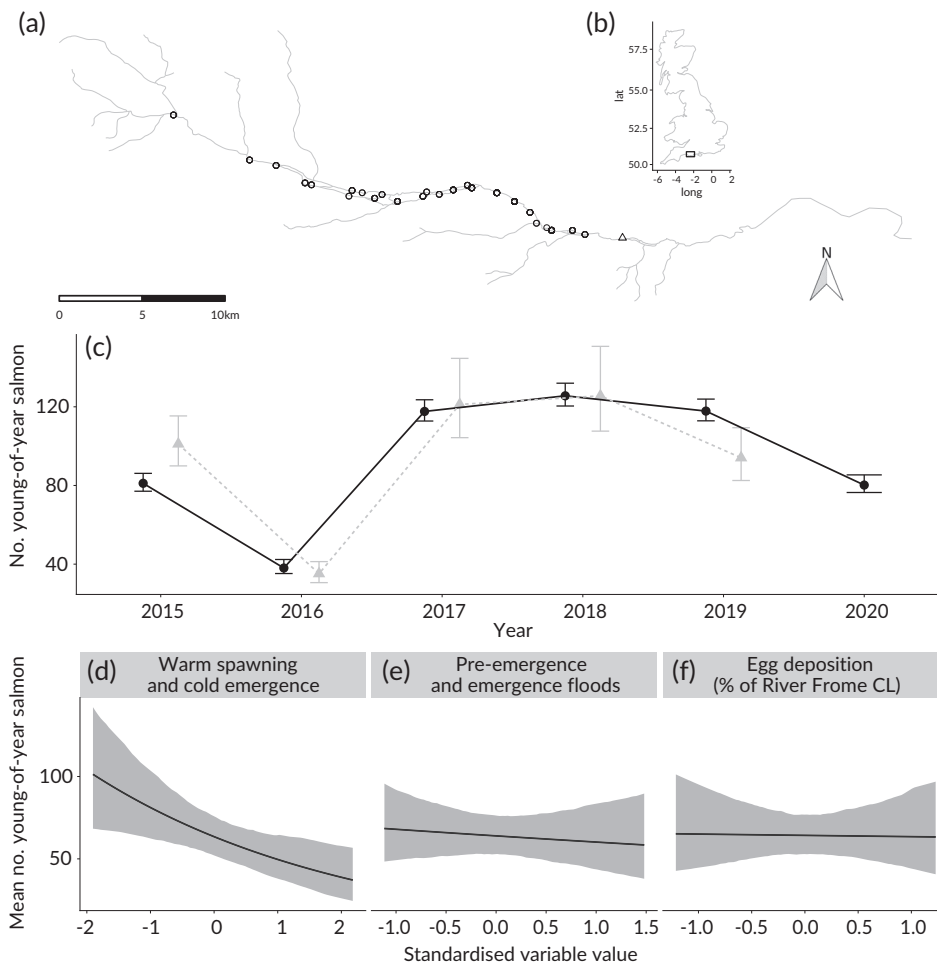 (a)
(b)
57.5
55.0
lat
52.5
50.0
-6 -4 -2 0 2
long
N
0 5 10km
(c)
No. young-of-year salmon
120
80
40
2015 2016 2017 2018 2019 2020
Year
(d) Warm spawning
and cold emergence
(e) Pre-emergence
and emergence floods
(f) Egg deposition
(% of River Frome CL)
Mean no. young-of-year salmon
100
50
-2 -1 0 1 2
-1.0 -0.5 0.0 0.5 1.0 1.5
-1.0 -0.5 0.0 0.5 1.0
Standardised variable value